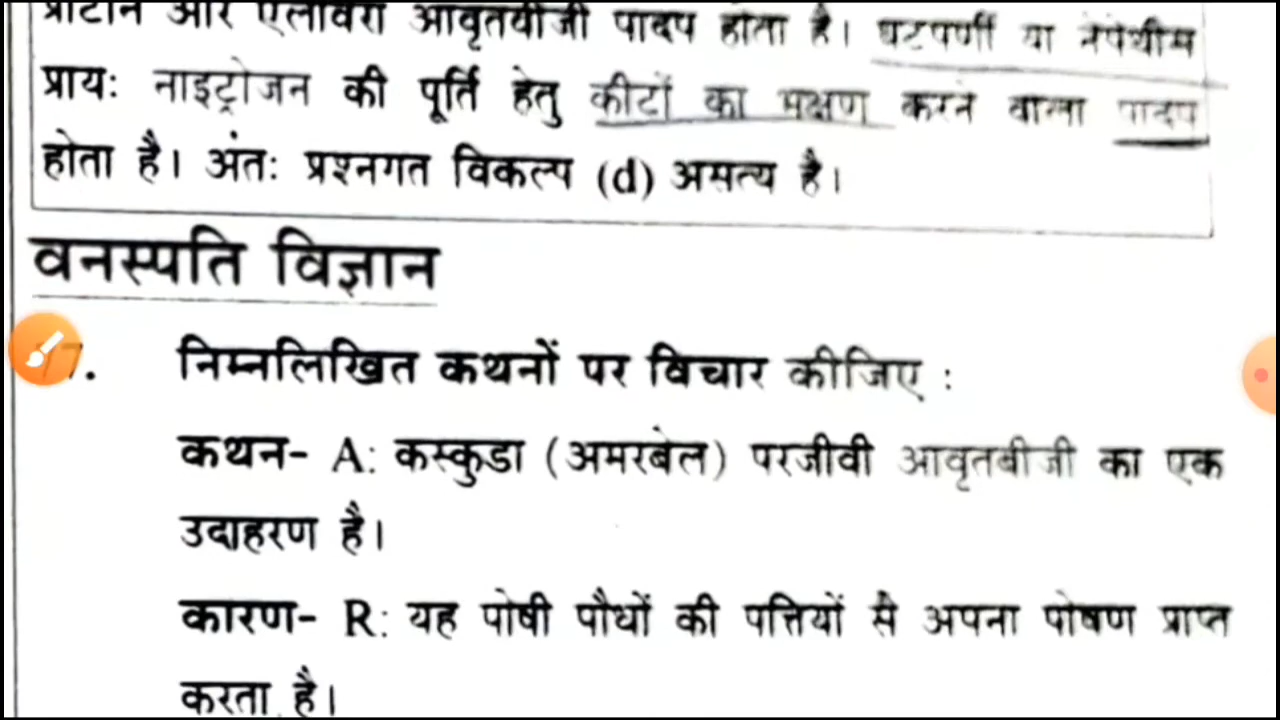 प्रोटीन और एलोवेरा आवृतबीजी पादप होता है। घटपर्णी या नेपेंथीस
प्रायः नाइट्रोजन की पूर्ति हेतु कीटों का भक्षण करने वाला पादप
होता है। अंतः प्रश्नगत विकल्प (d) असत्य है।
वनस्पति विज्ञान
7. निम्नलिखित कथनों पर विचार कीजिए :
कथन- A: कस्कुडा (अमरबेल) परजीवी आवृतबीजी का एक
उदाहरण है।
कारण- R: यह पोषी पौधों की पत्तियों से अपना पोषण प्राप्त
करता है।